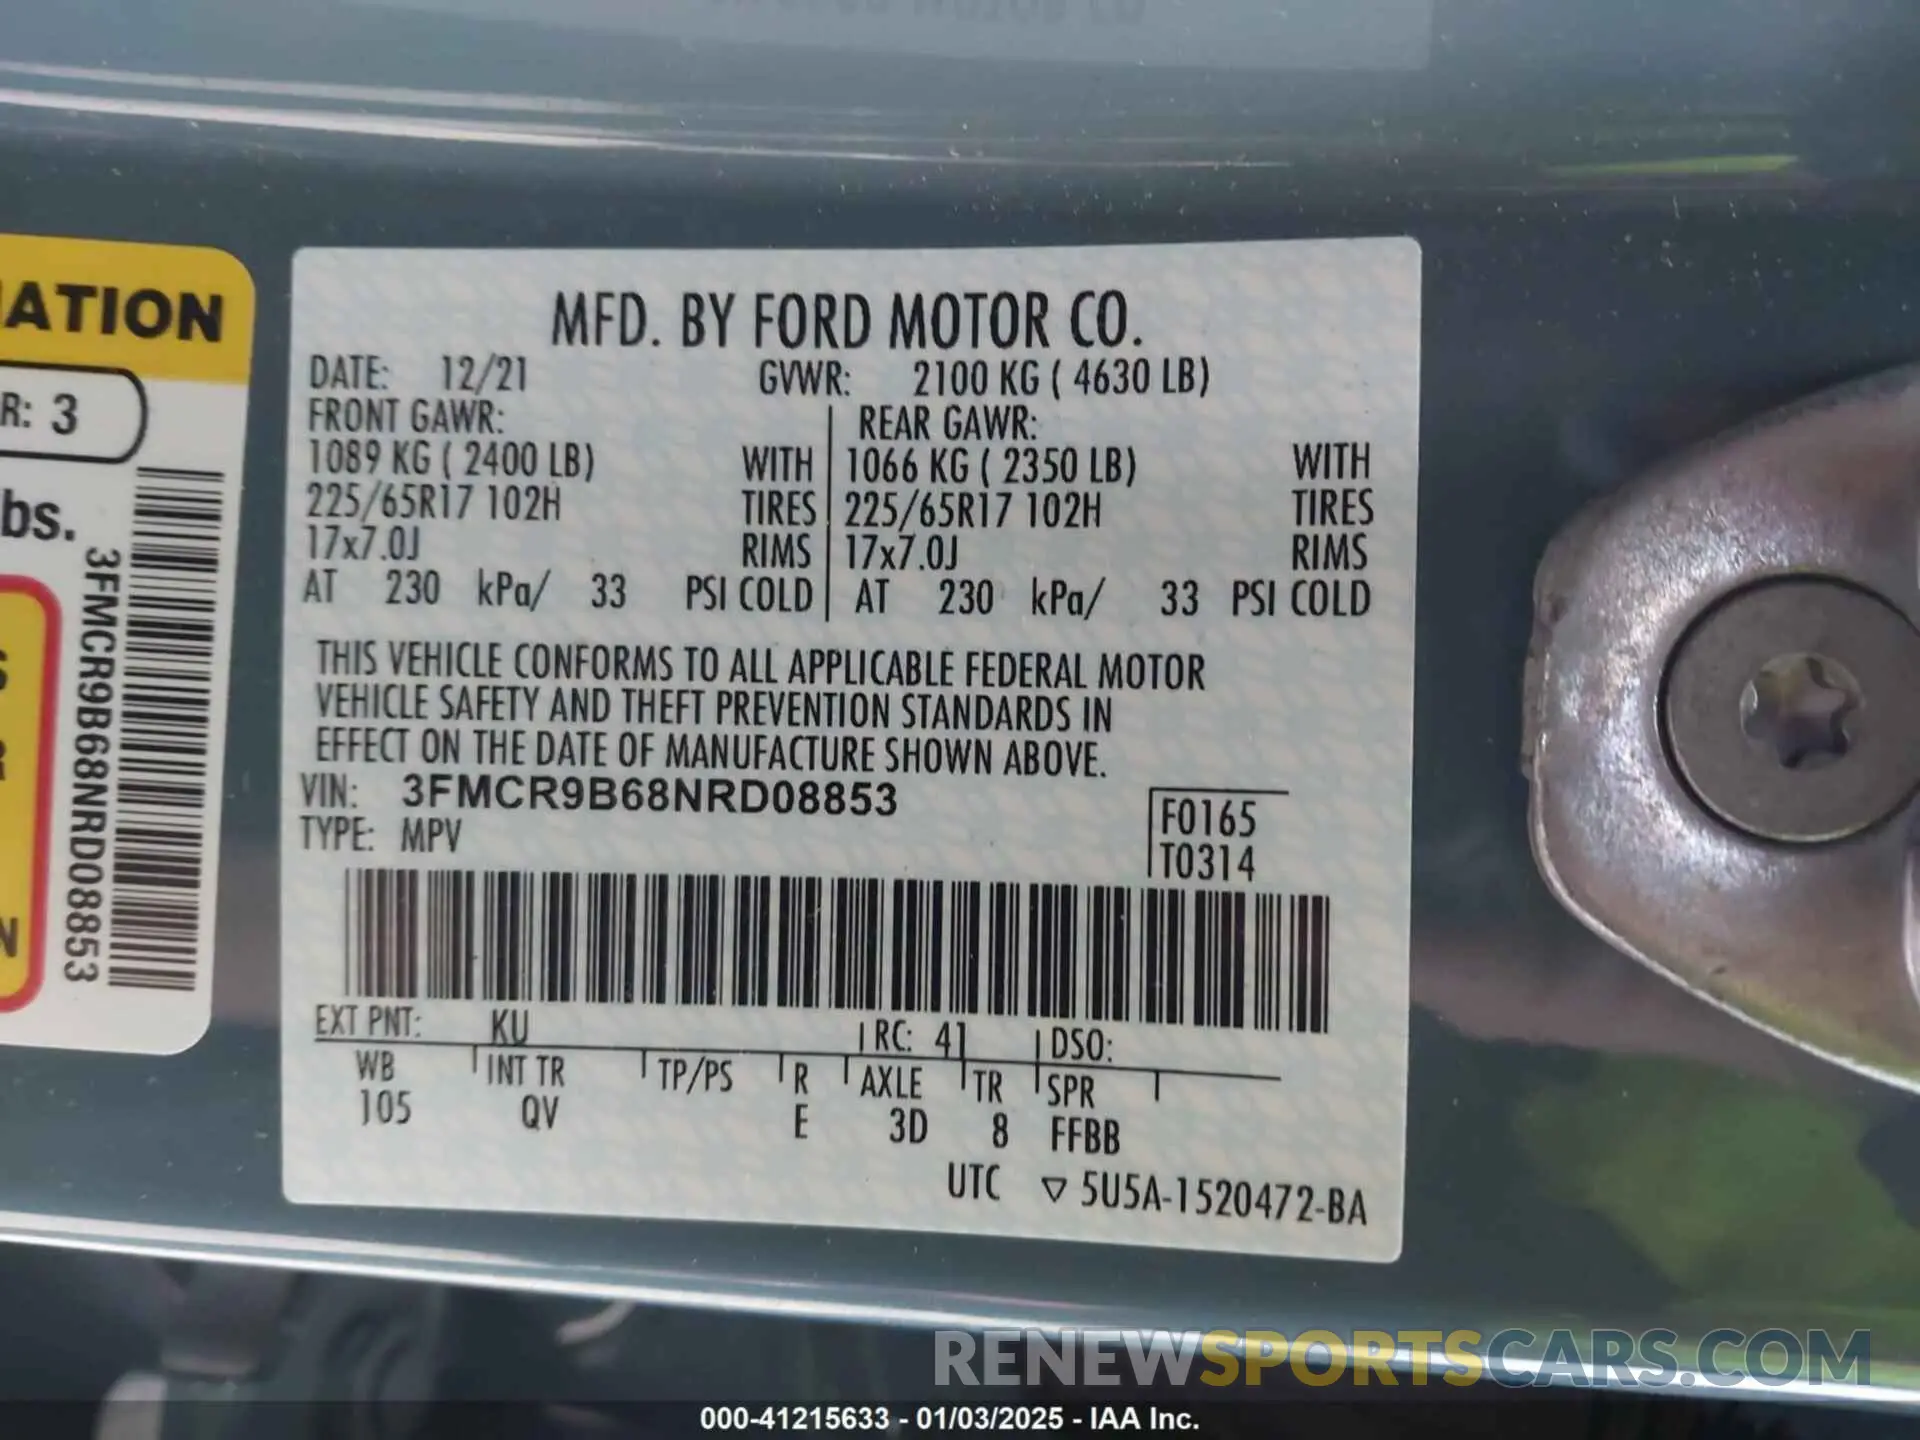 MFD. BY FORD MOTOR CO.
DATE: 12/21 GVWR: 2100 KG ( 4630 LB)
FRONT GAWR: REAR GAWR:
1089 KG ( 2400 LB) WITH 1066 KG ( 2350 LB) WITH
225/65R17 102H TIRES 225/65R17 102H TIRES
17x7.0J RIMS 17x7.0J RIMS
AT 230 kPa/ 33 PSI COLD AT 230 kPa/ 33 PSI COLD
THIS VEHICLE CONFORMS TO ALL APPLICABLE FEDERAL MOTOR
VEHICLE SAFETY AND THEFT PREVENTION STANDARDS IN
EFFECT ON THE DATE OF MANUFACTURE SHOWN ABOVE.
VIN: 3FMCR9B68NRD08853
TYPE: MPV
F0165
T0314
EXT PNT: KU RC: 41 DSO:
WB INT TR TP/PS R AXLE TR SPR
105 QV E 3D 8 FFBB
UTC ▽ 5U5A-1520472-BA
ATION
R: 3
bs.
3FMCR9B68NRD08853
S
R
N
RENEWSPORTSCARS.COM
000-41215633 - 01/03/2025 - IAA Inc.